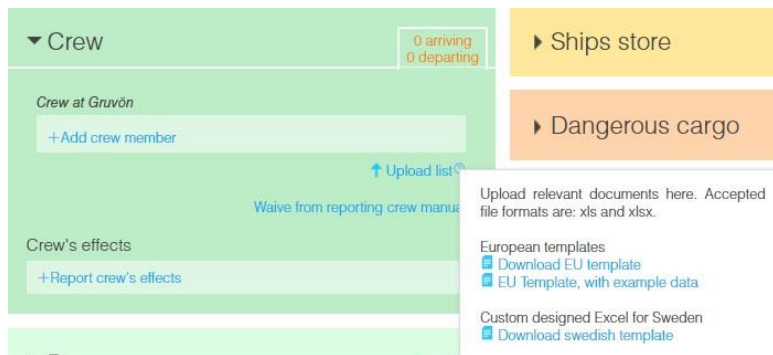 Crew
0 arriving
0 departing
Crew at Gruvön
+Add crew member
Upload list
Waive from reporting crew manua
Crew's effects
+Report crew's effects
Ships store
Dangerous cargo
Upload relevant documents here. Accepted
file formats are: xls and xlsx.
European templates
Download EU template
EU Template, with example data
Custom designed Excel for Sweden
Download swedish template